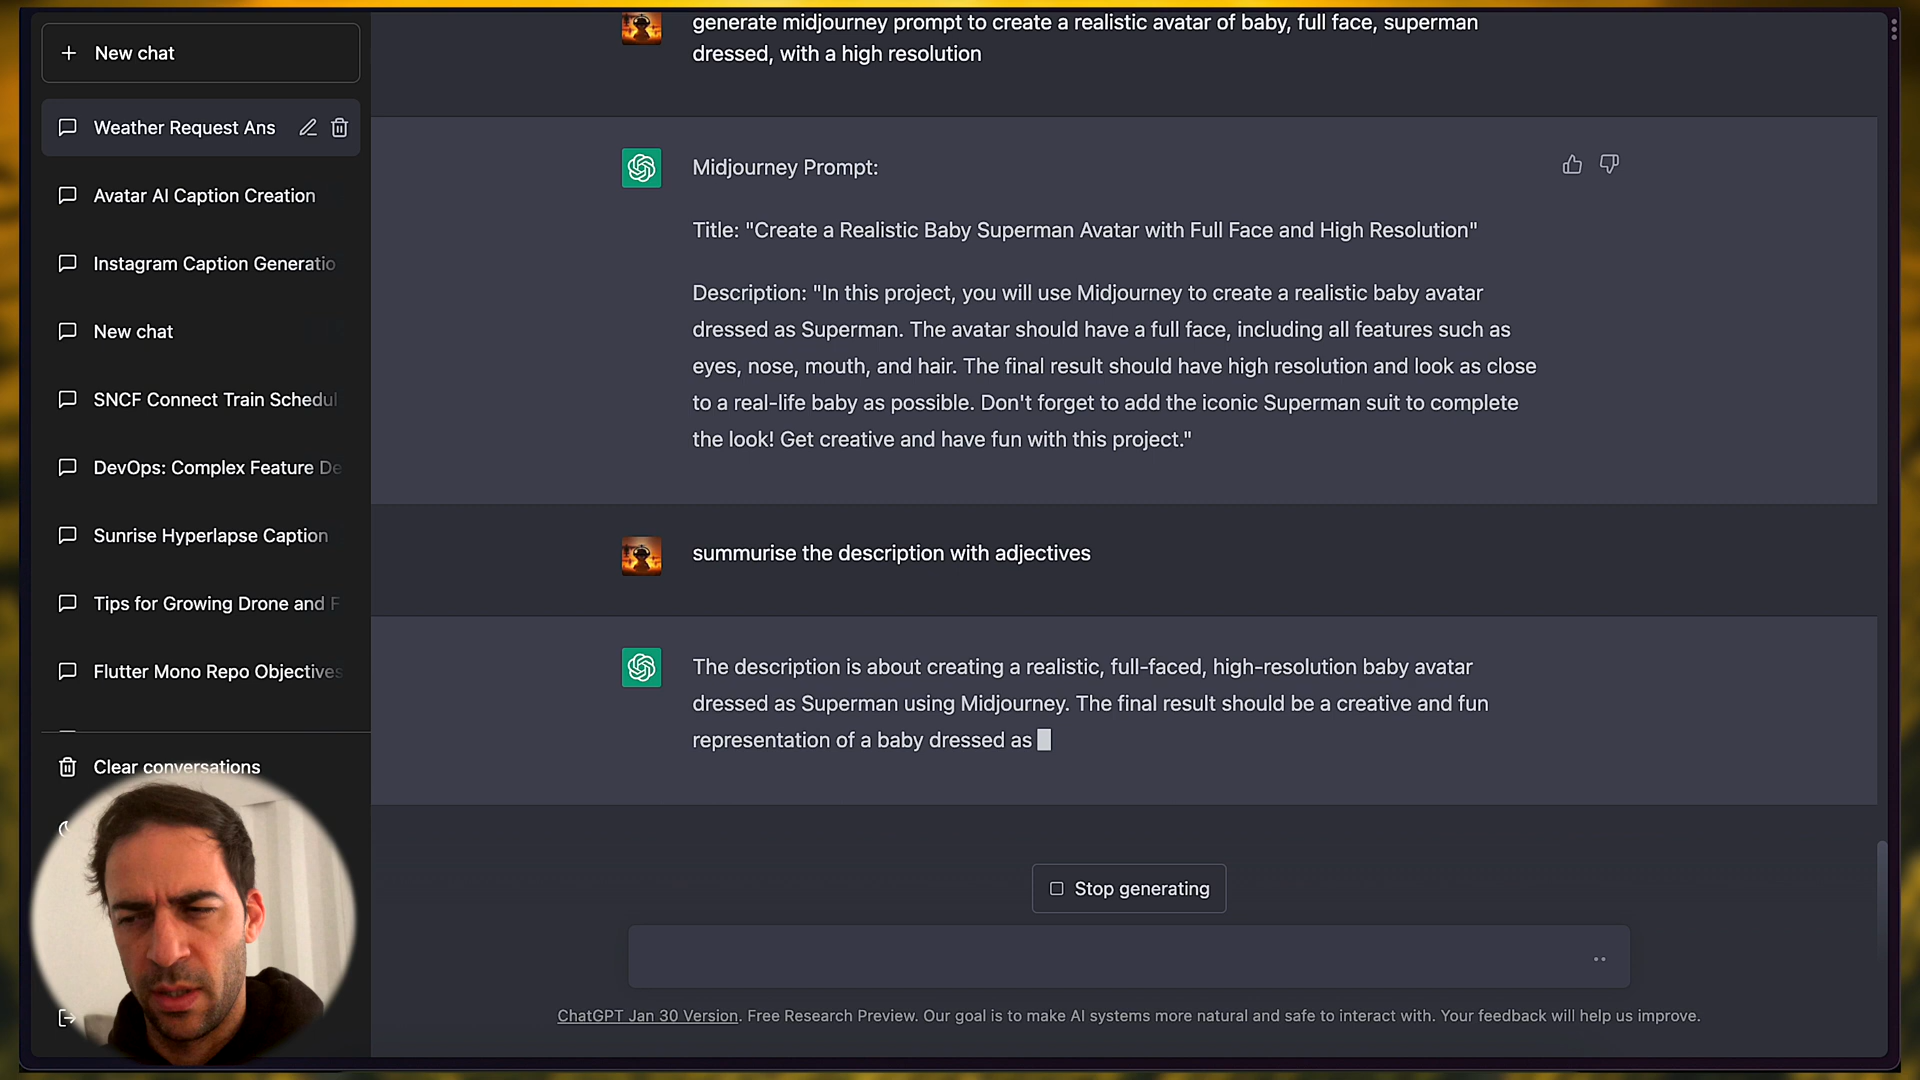 New chat
Weather Request Ans
Avatar AI Caption Creation
Instagram Caption Generatio
New chat
SNCF Connect Train Schedul
DevOps: Complex Feature De
Sunrise Hyperlapse Caption
Tips for Growing Drone and F
Flutter Mono Repo Objectives
Clear conversations
generate midjourney prompt to create a realistic avatar of baby, full face, superman
dressed, with a high resolution
Midjourney Prompt:
Title: "Create a Realistic Baby Superman Avatar with Full Face and High Resolution"
Description: "In this project, you will use Midjourney to create a realistic baby avatar
dressed as Superman. The avatar should have a full face, including all features such as
eyes, nose, mouth, and hair. The final result should have high resolution and look as close
to a real-life baby as possible. Don't forget to add the iconic Superman suit to complete
the look! Get creative and have fun with this project."
summurise the description with adjectives
The description is about creating a realistic, full-faced, high-resolution baby avatar
dressed as Superman using Midjourney. The final result should be a creative and fun
representation of a baby dressed as
Stop generating
ChatGPT Jan 30 Version. Free Research Preview. Our goal is to make AI systems more natural and safe to interact with. Your feedback will help us improve.